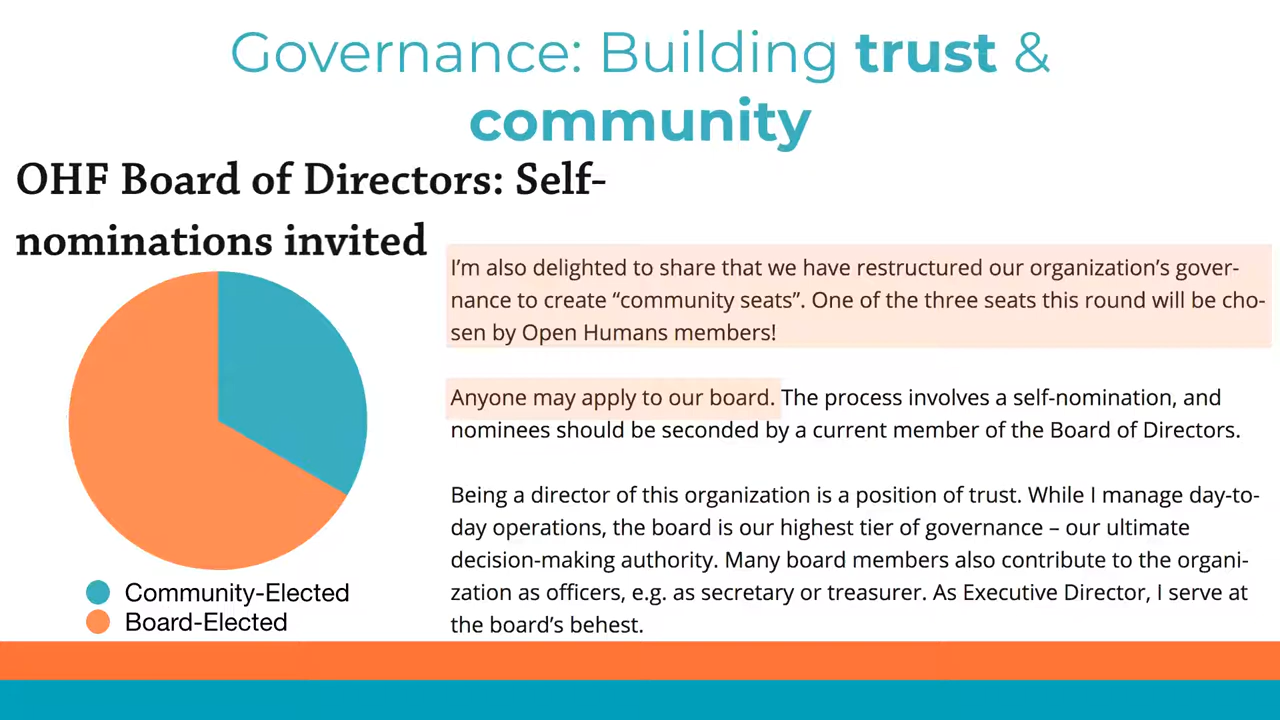 Governance: Building trust &
community
OHF Board of Directors: Self-
nominations invited
I’m also delighted to share that we have restructured our organization’s gover-
nance to create “community seats”. One of the three seats this round will be cho-
sen by Open Humans members!
Anyone may apply to our board. The process involves a self-nomination, and
nominees should be seconded by a current member of the Board of Directors.
Being a director of this organization is a position of trust. While I manage day-to-
day operations, the board is our highest tier of governance – our ultimate
decision-making authority. Many board members also contribute to the organi-
zation as officers, e.g. as secretary or treasurer. As Executive Director, I serve at
the board’s behest.
Community-Elected
Board-Elected